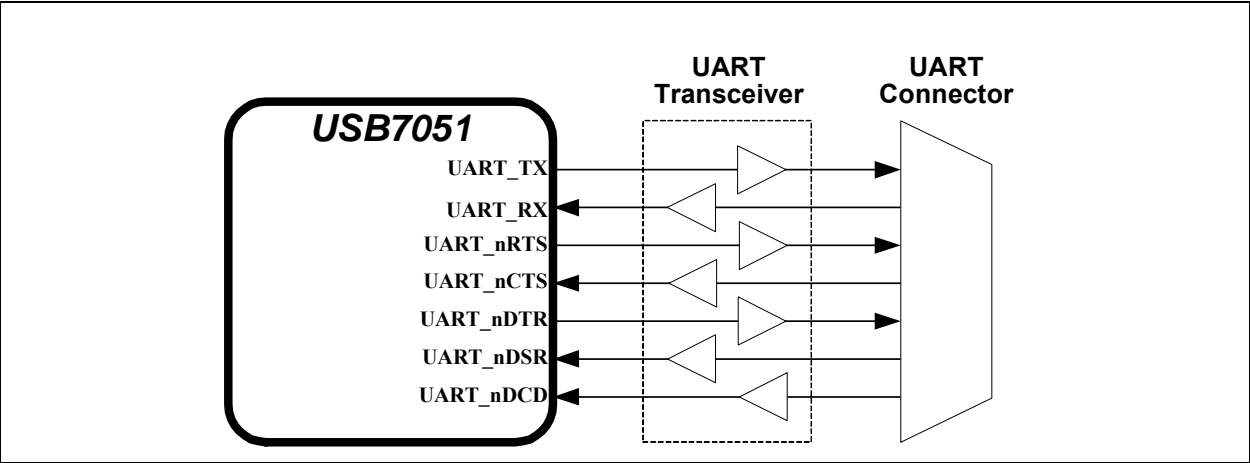 UART
Transceiver
UART
Connector
USB7051
UART_TX
UART_RX
UART_nRTS
UART_nCTS
UART_nDTR
UART_nDSR
UART_nDCD